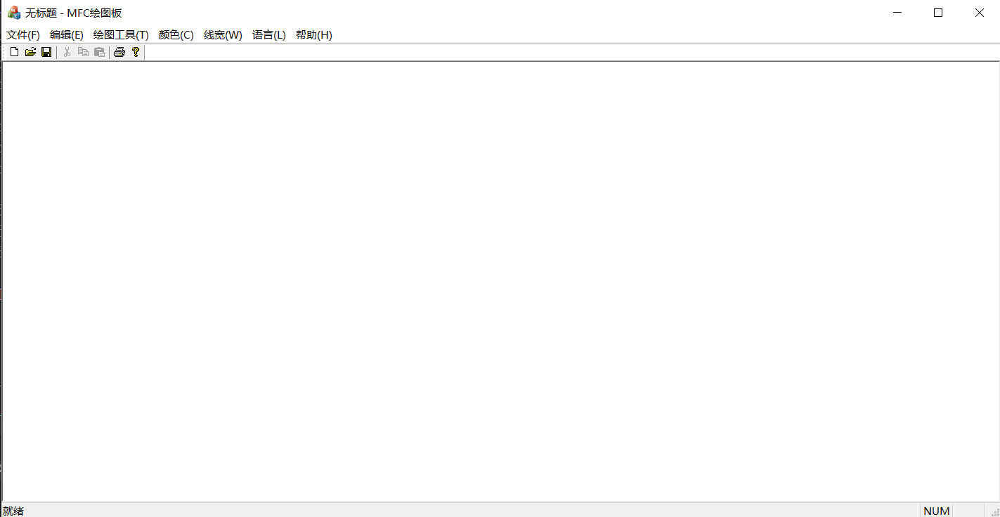 无标题 - MFC绘图板
文件(F) 编辑(E) 绘图工具(T) 颜色(C) 线宽(W) 语言(L) 帮助(H)
就绪 NUM